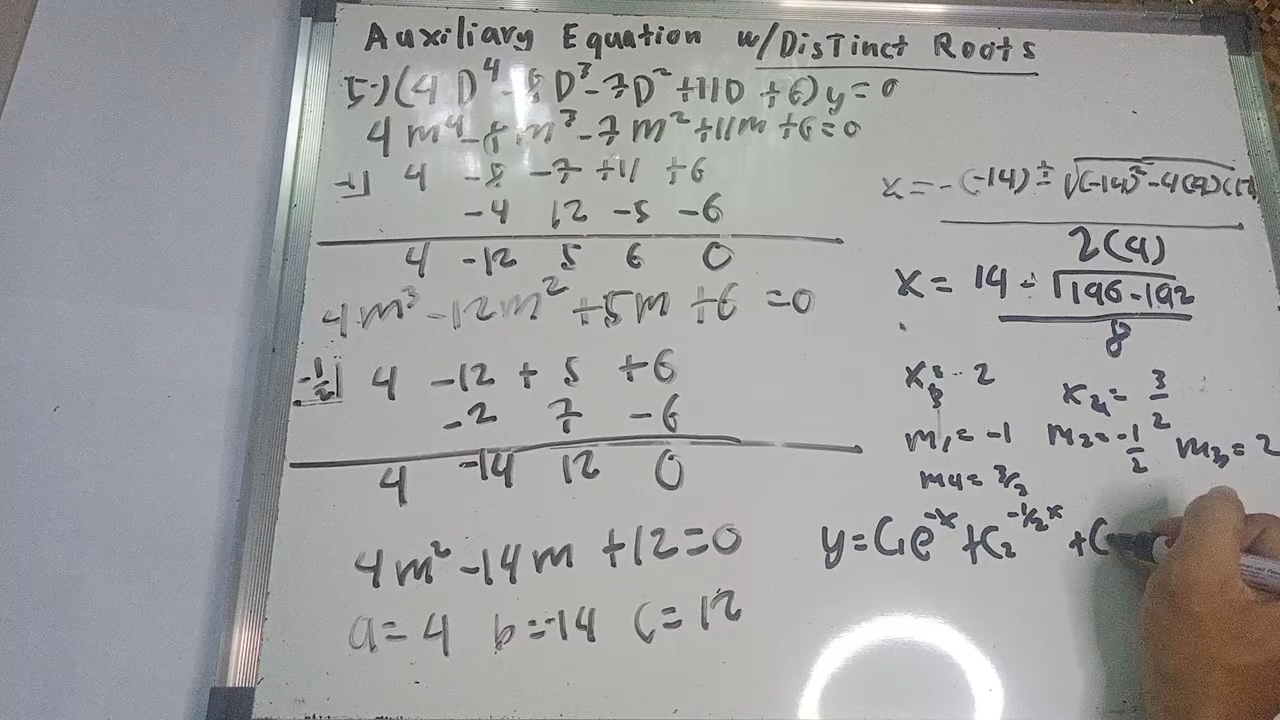 Auxiliary Equation w/DisTinct Roots
5.)(4D⁴-8D³-7D²+11D+6)y=0
4m⁴-8m³-7m²+11m+6=0
-1 4 -8 -7 +11 +6
-4 12 -5 -6
4 -12 5 6 0
4m³-12m²+5m+6=0
-1/2 4 -12 +5 +6
-2 7 -6
4 -14 12 0
4m²-14m+12=0
a=4 b=-14 c=12
x=-(-14)±√(-14)²-4(4)(12
2(4)
x=14±√196-192
8
x₃=2 x₄=3/2
m₁=-1 m₂=-1/2 m₃=2
m₄=3/2
y=C₁e^-x+C₂^-1/2x+C